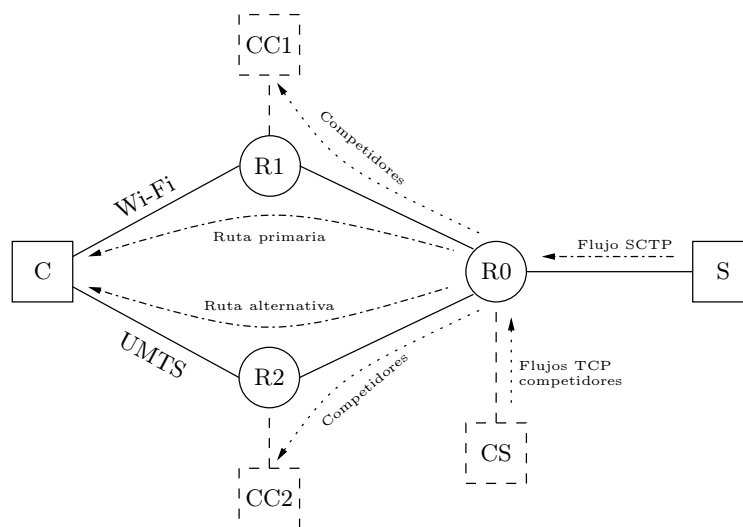 CC1
Competidores
R1
Wi-Fi
Ruta primaria
Flujo SCTP
C
R0
S
Ruta alternativa
UMTS
R2
Flujos TCP
competidores
Competidores
CS
CC2